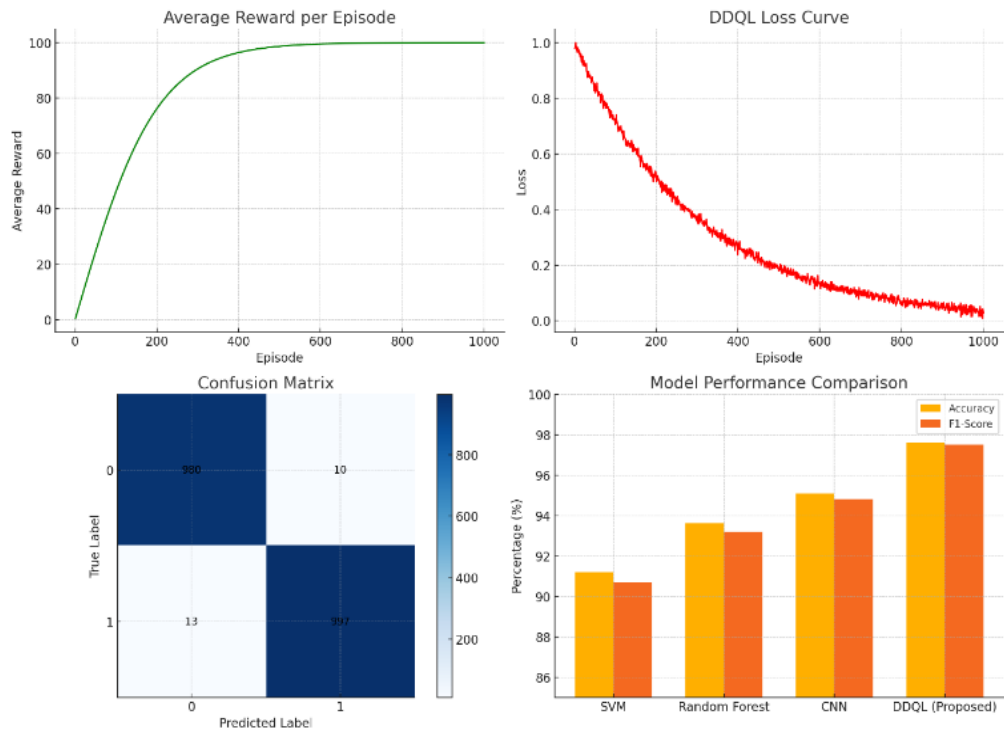 Average Reward per Episode
100
80
60
40
20
0
Average Reward
0 200 400 600 800 1000
Episode
DDQL Loss Curve
1.0
0.8
0.6
0.4
0.2
0.0
Loss
0 200 400 600 800 1000
Episode
Confusion Matrix
0
1
True Label
980 10
13 997
0 1
Predicted Label
800
600
400
200
Model Performance Comparison
100
98
96
94
92
90
88
86
Percentage (%)
Accuracy
F1-Score
SVM Random Forest CNN DDQL (Proposed)